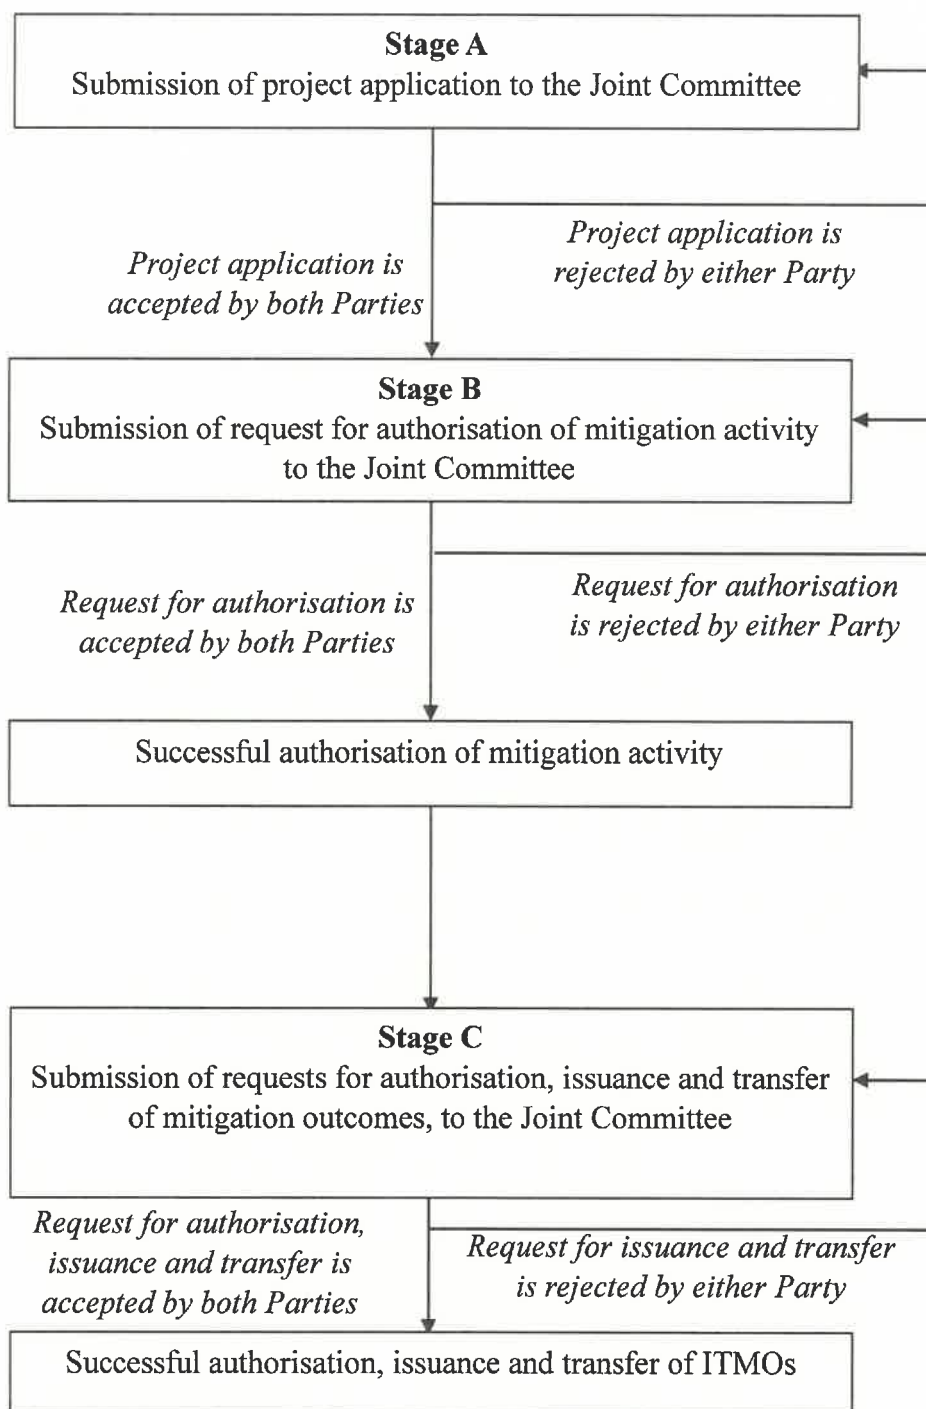 Stage A
Submission of project application to the Joint Committee
Project application is
rejected by either Party
Project application is
accepted by both Parties
Stage B
Submission of request for authorisation of mitigation activity
to the Joint Committee
Request for authorisation
is rejected by either Party
Request for authorisation is
accepted by both Parties
Successful authorisation of mitigation activity
Stage C
Submission of requests for authorisation, issuance and transfer
of mitigation outcomes, to the Joint Committee
Request for authorisation,
issuance and transfer is
accepted by both Parties
Request for issuance and transfer
is rejected by either Party
Successful authorisation, issuance and transfer of ITMOs